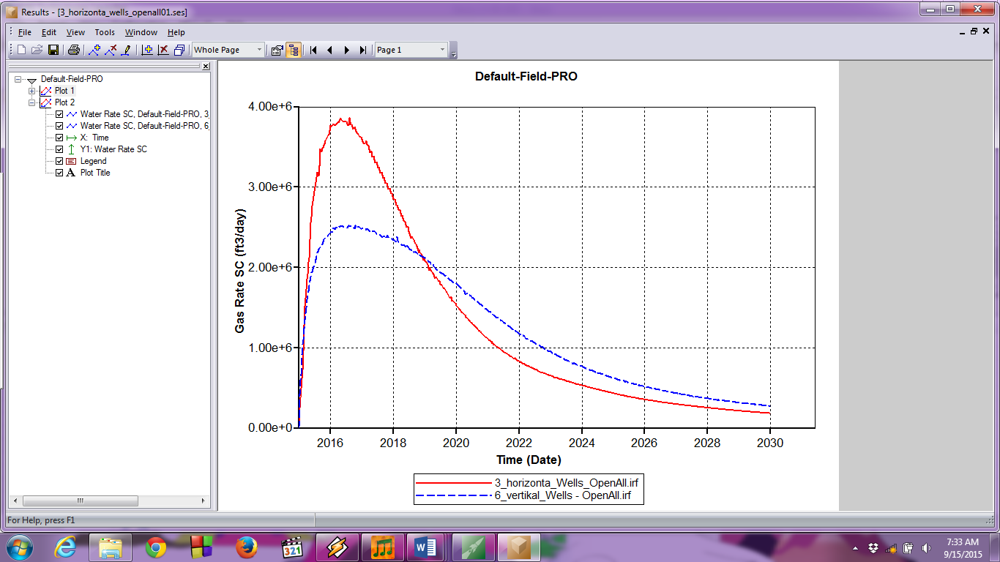 Results - [3_horizonta_wells_openall01.ses]
File Edit View Tools Window Help
Whole Page Page 1
Default-Field-PRO
Plot 1
Plot 2
Water Rate SC, Default-Field-PRO, 3_
Water Rate SC, Default-Field-PRO, 6_
X: Time
Y1: Water Rate SC
Legend
A Plot Title
Default-Field-PRO
4.00e+6
3.00e+6
2.00e+6
1.00e+6
0.00e+0
Gas Rate SC (ft3/day)
2016 2018 2020 2022 2024 2026 2028 2030
Time (Date)
3_horizonta_Wells_OpenAll.irf
6_vertikal_Wells - OpenAll.irf
For Help, press F1
321
W
7:33 AM
9/15/2015